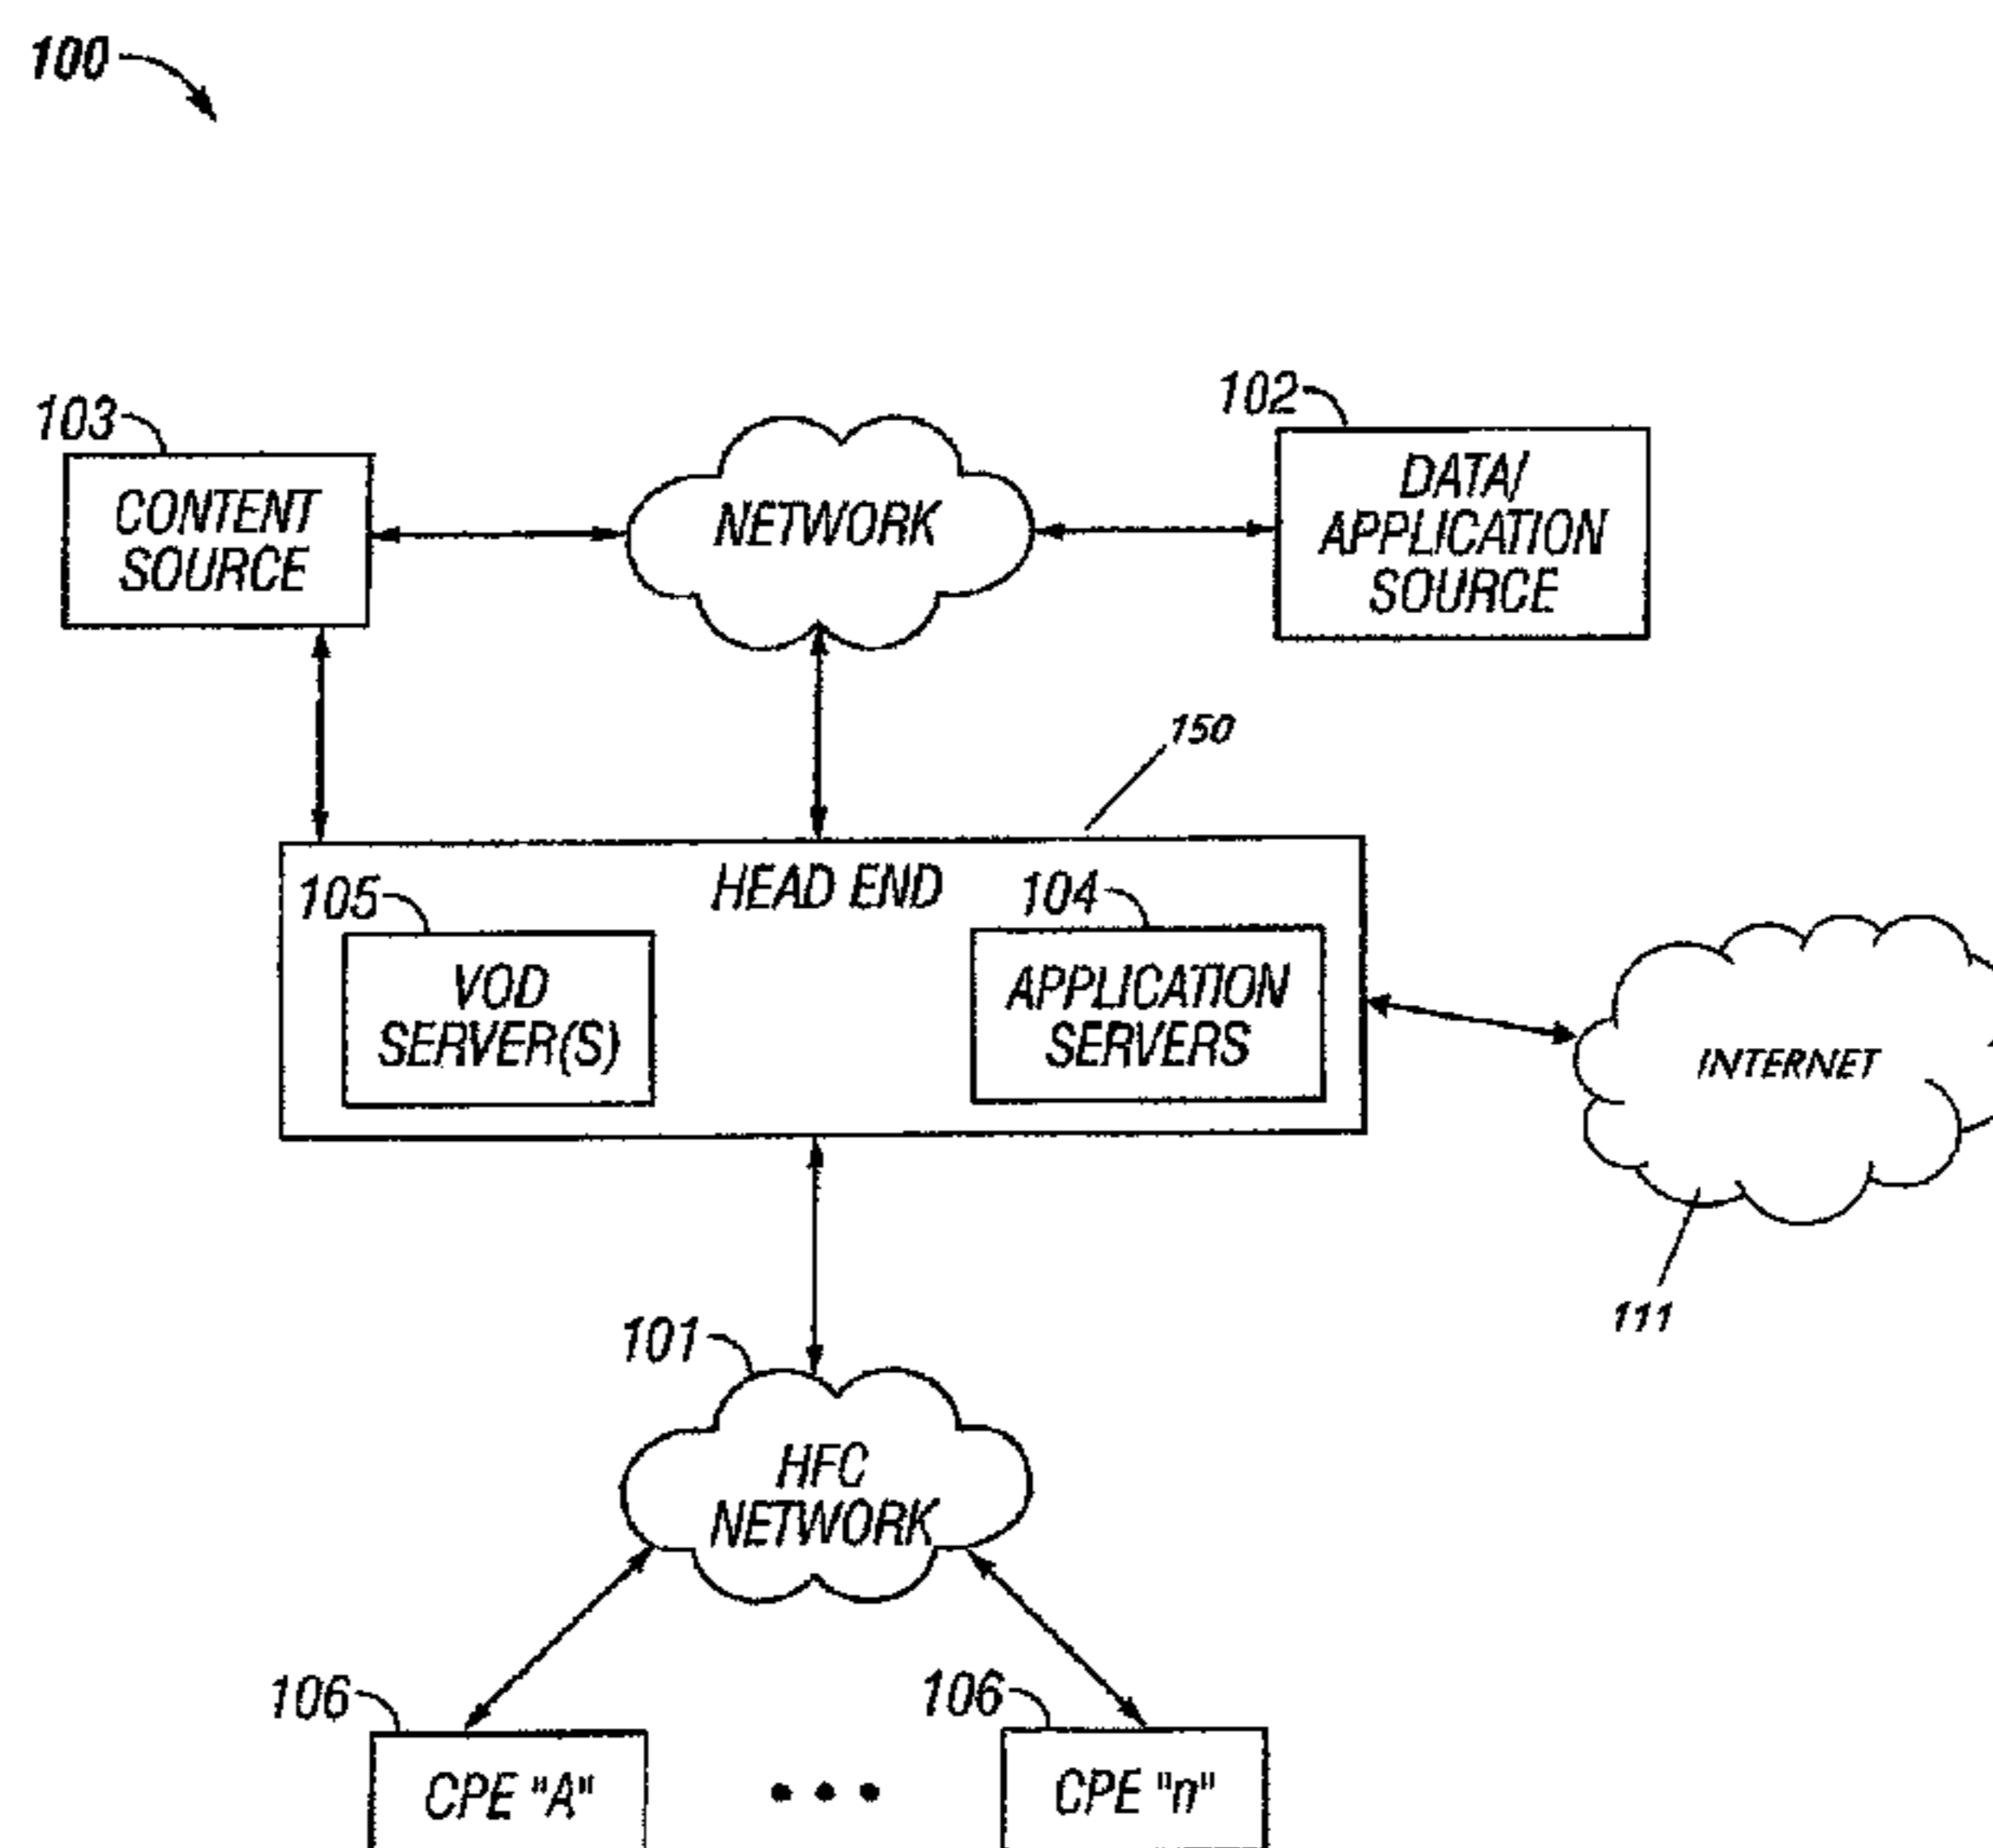 100
103
102
CONTENT
SOURCE
NETWORK
DATA/
APPLICATION
SOURCE
150
HEAD END
105
104
VOD
SERVER(S)
APPLICATION
SERVERS
INTERNET
111
101
HFC
NETWORK
106
106
CPE "A"
• • •
CPE "n"